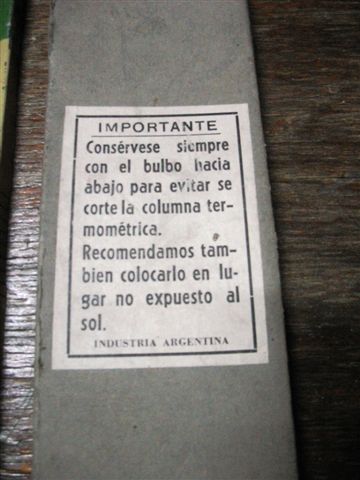 IMPORTANTE
Consérvese siempre
con el bulbo hacia
abajo para evitar se
corte la columna ter-
mométrica.
Recomendamos tam-
bien colocarlo en lu-
gar no expuesto al
sol.
INDUSTRIA ARGENTINA